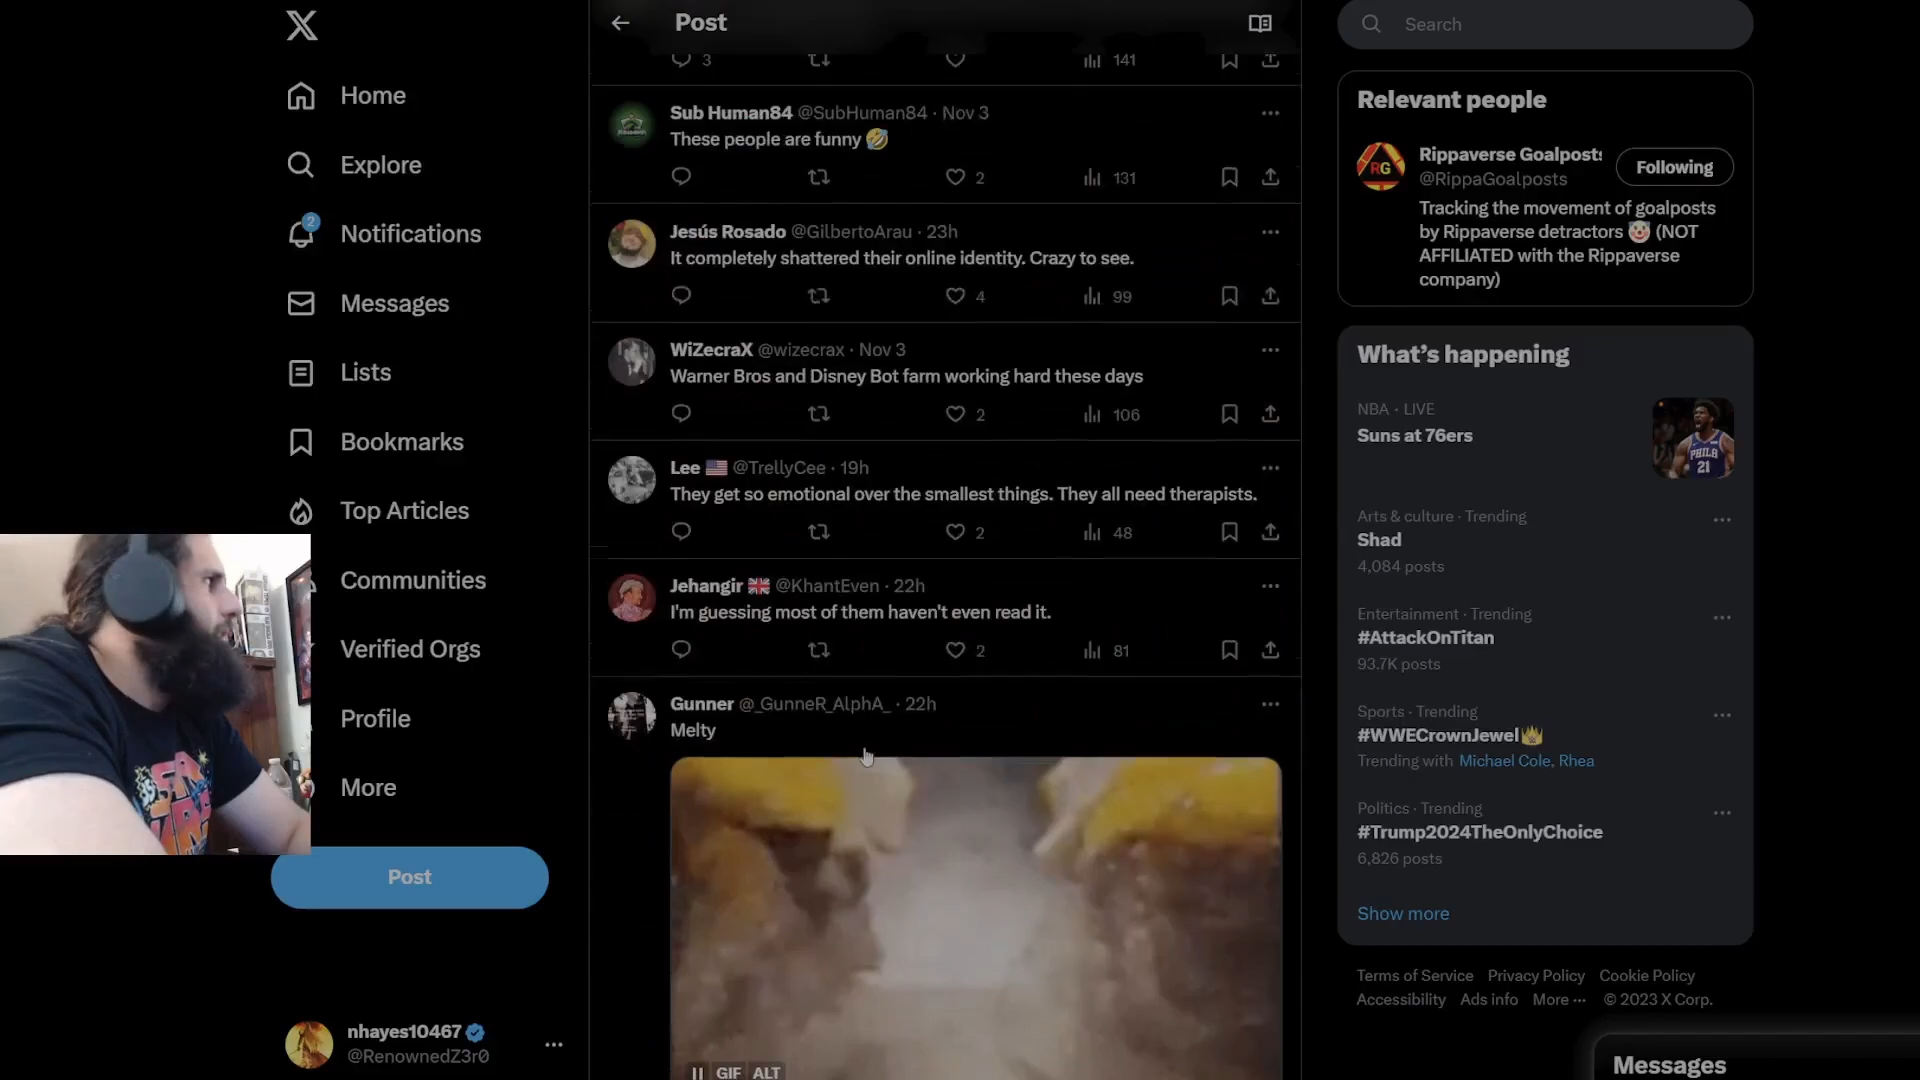 Home
Explore
2
Notifications
Messages
Lists
Bookmarks
Top Articles
Communities
Verified Orgs
Profile
More
Post
nhayes10467
@RenownedZ3r0
Post
3
141
Sub Human84 @SubHuman84 · Nov 3
These people are funny 🤣
2
131
Jesús Rosado @GilbertoArau · 23h
It completely shattered their online identity. Crazy to see.
4
99
WiZecraX @wizecrax · Nov 3
Warner Bros and Disney Bot farm working hard these days
2
106
Lee 🇺🇸 @TrellyCee · 19h
They get so emotional over the smallest things. They all need therapists.
2
48
Jehangir 🇬🇧 @KhantEven · 22h
I'm guessing most of them haven't even read it.
2
81
Gunner @_GunneR_AlphA_ · 22h
Melty
GIF ALT
Search
Relevant people
RG
Rippaverse Goalposts
@RippaGoalposts
Following
Tracking the movement of goalposts
by Rippaverse detractors 🤡 (NOT
AFFILIATED with the Rippaverse
company)
What's happening
NBA · LIVE
Suns at 76ers
PHILA
21
Arts & culture · Trending
Shad
4,084 posts
Entertainment · Trending
#AttackOnTitan
93.7K posts
Sports · Trending
#WWECrownJewel
Trending with Michael Cole, Rhea
Politics · Trending
#Trump2024TheOnlyChoice
6,826 posts
Show more
Terms of Service Privacy Policy Cookie Policy
Accessibility Ads info More ··· © 2023 X Corp.
Messages